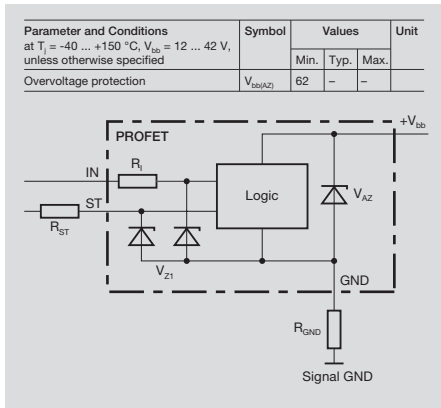 Parameter and Conditions Symbol Values Unit
at Tj = -40 ... +150 °C, Vbb = 12 ... 42 V,
unless otherwise specified Min. Typ. Max.
Overvoltage protection Vbb(AZ) 62 – –
+Vbb
PROFET
RI
IN
Logic
ST
VAZ
RST
VZ1
GND
RGND
Signal GND